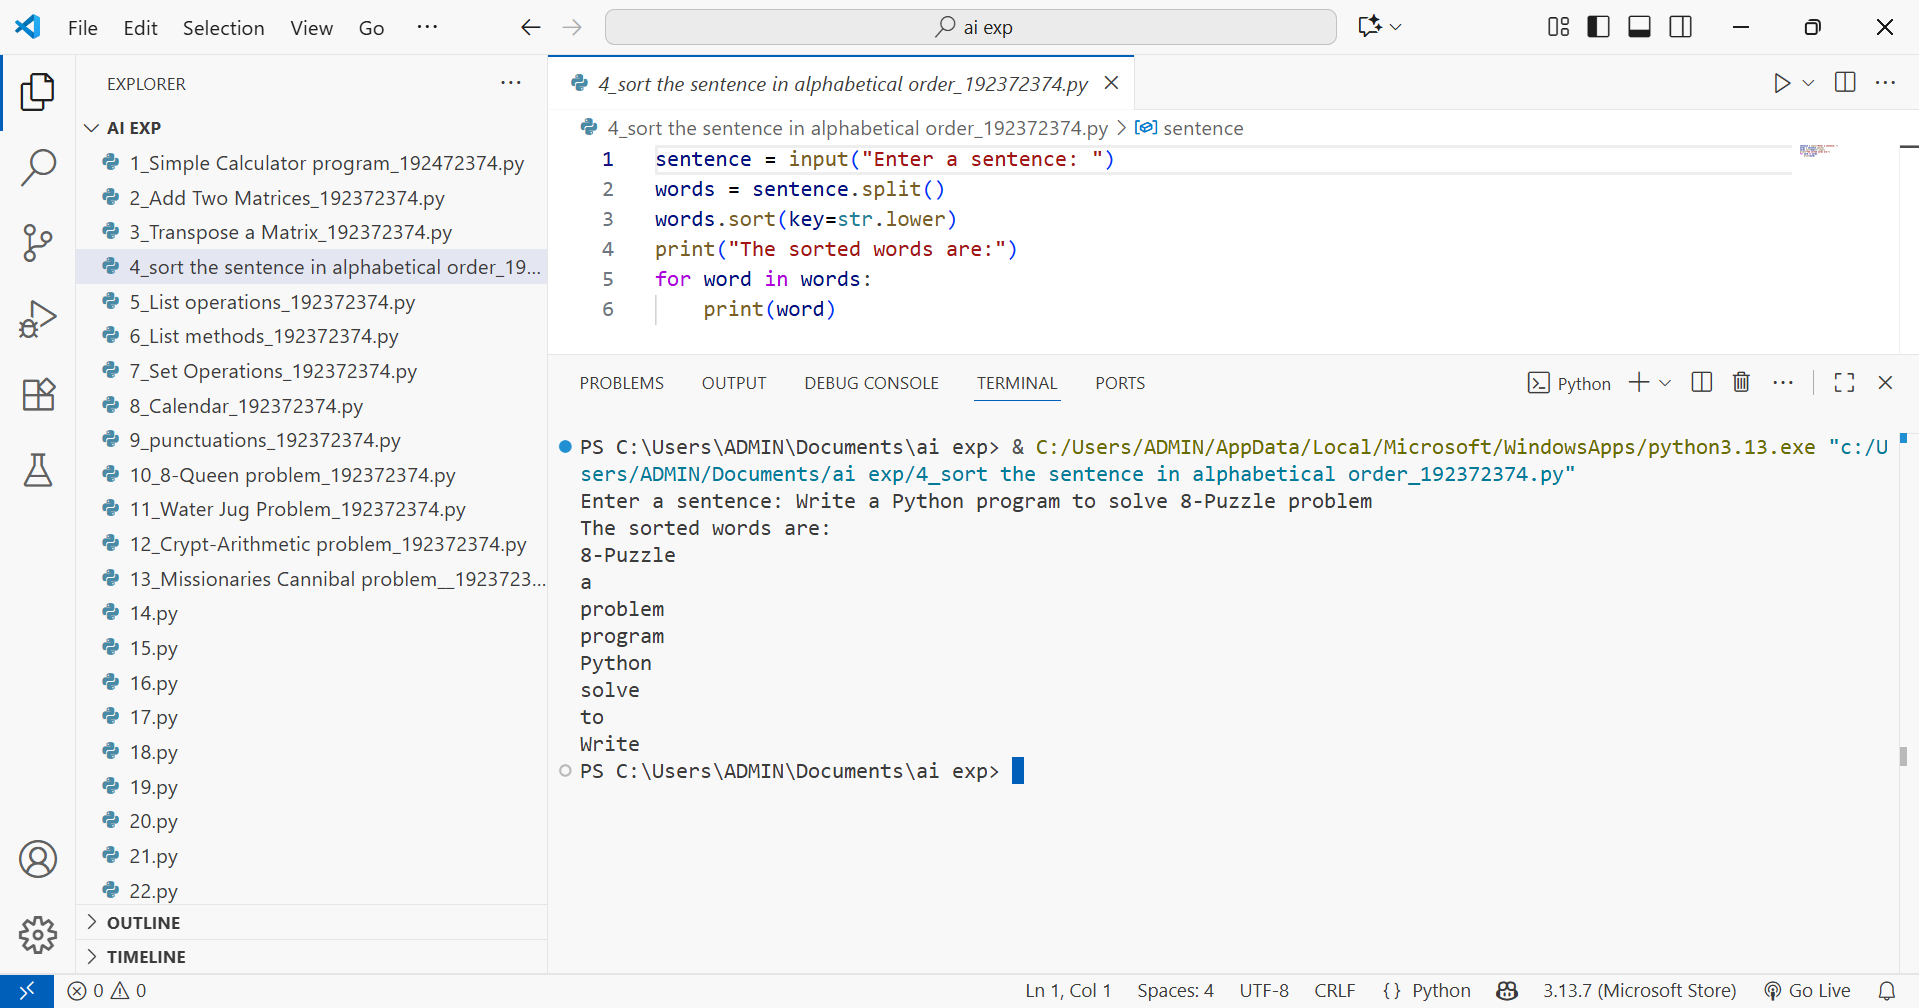 File Edit Selection View Go ···
ai exp
EXPLORER
AI EXP
1_Simple Calculator program_192472374.py
2_Add Two Matrices_192372374.py
3_Transpose a Matrix_192372374.py
4_sort the sentence in alphabetical order_19...
5_List operations_192372374.py
6_List methods_192372374.py
7_Set Operations_192372374.py
8_Calendar_192372374.py
9_punctuations_192372374.py
10_8-Queen problem_192372374.py
11_Water Jug Problem_192372374.py
12_Crypt-Arithmetic problem_192372374.py
13_Missionaries Cannibal problem__1923723...
14.py
15.py
16.py
17.py
18.py
19.py
20.py
21.py
22.py
OUTLINE
TIMELINE
4_sort the sentence in alphabetical order_192372374.py
4_sort the sentence in alphabetical order_192372374.py > sentence
1 sentence = input("Enter a sentence: ")
2 words = sentence.split()
3 words.sort(key=str.lower)
4 print("The sorted words are:")
5 for word in words:
6     print(word)
PROBLEMS OUTPUT DEBUG CONSOLE TERMINAL PORTS
Python
PS C:\Users\ADMIN\Documents\ai exp> & C:/Users/ADMIN/AppData/Local/Microsoft/WindowsApps/python3.13.exe "c:/U
sers/ADMIN/Documents/ai exp/4_sort the sentence in alphabetical order_192372374.py"
Enter a sentence: Write a Python program to solve 8-Puzzle problem
The sorted words are:
8-Puzzle
a
problem
program
Python
solve
to
Write
PS C:\Users\ADMIN\Documents\ai exp>
0 0
Ln 1, Col 1 Spaces: 4 UTF-8 CRLF {} Python 3.13.7 (Microsoft Store) Go Live